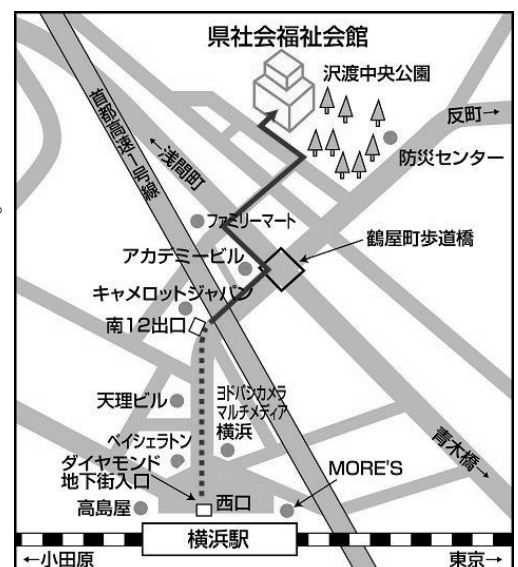 県社会福祉会館
沢渡中央公園
反町→
防災センター
首都高速1号線
←浅間町
ファミリーマート
鶴屋町歩道橋
アカデミービル
キャメロットジャパン
南12出口
天理ビル
ヨドバシカメラ
マルチメディア
横浜
ベイシェラトン
ダイヤモンド
地下街入口
青木橋→
MORE'S
高島屋
西口
横浜駅
←小田原
東京→